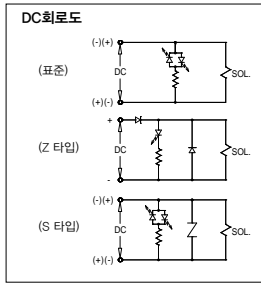 DC회로도
(-)(+)
(표준)
DC
SOL.
(+)(-)
+
(Z 타입)
DC
SOL.
-
(-)(+)
(S 타입)
DC
SOL.
(+)(-)